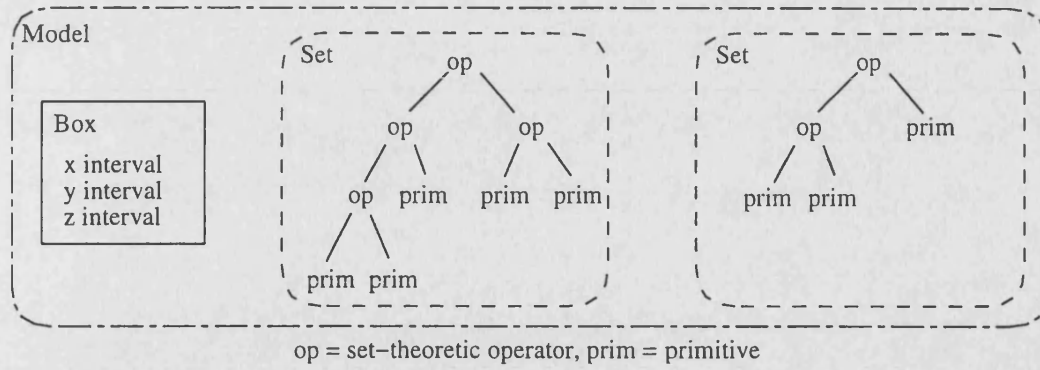 Model
Box
x interval
y interval
z interval
Set
op
op op
op prim prim prim
prim prim
Set
op
op prim
prim prim
op = set–theoretic operator, prim = primitive